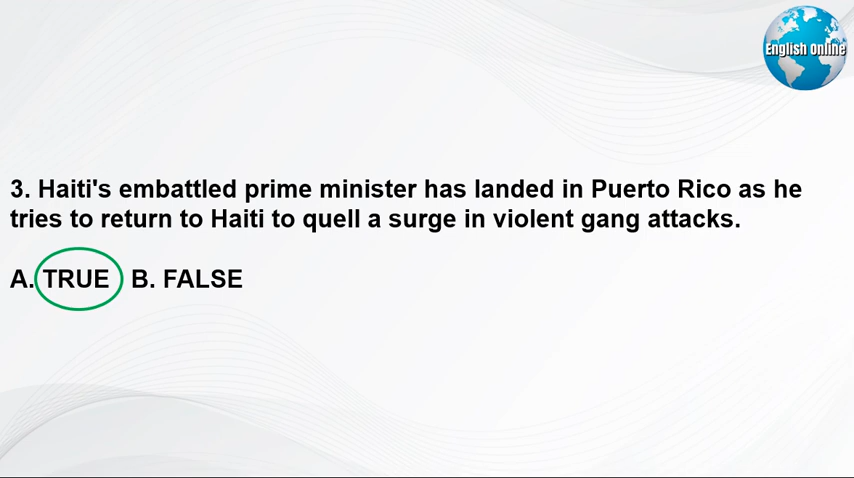 English Online
3. Haiti's embattled prime minister has landed in Puerto Rico as he
tries to return to Haiti to quell a surge in violent gang attacks.
A. TRUE B. FALSE